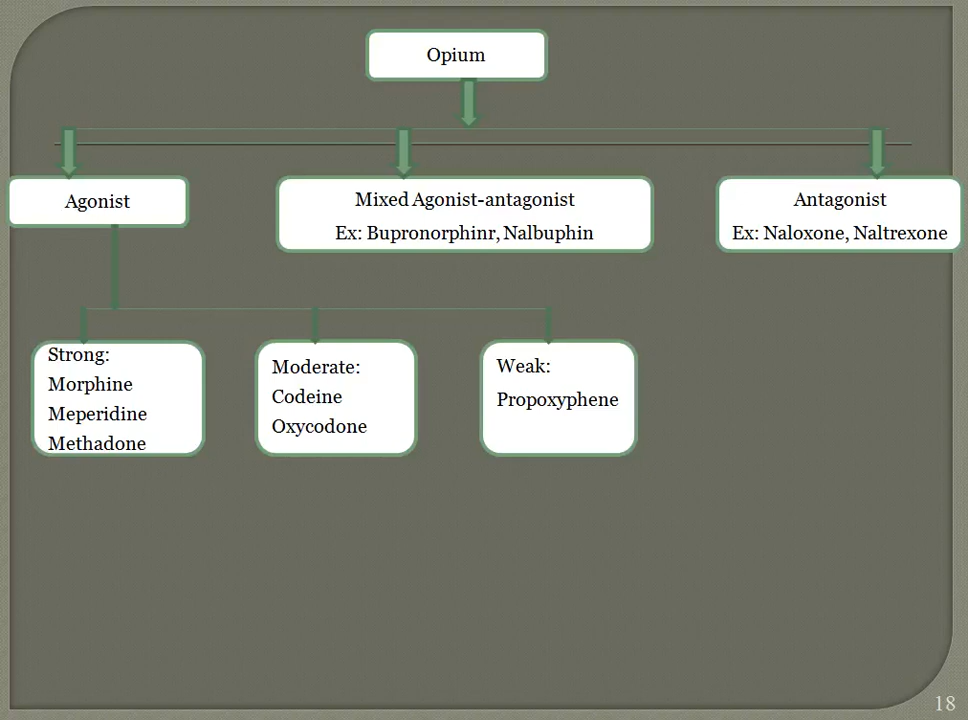 Opium
Agonist
Mixed Agonist-antagonist
Ex: Bupronorphinr, Nalbuphin
Antagonist
Ex: Naloxone, Naltrexone
Strong:
Morphine
Meperidine
Methadone
Moderate:
Codeine
Oxycodone
Weak:
Propoxyphene
18